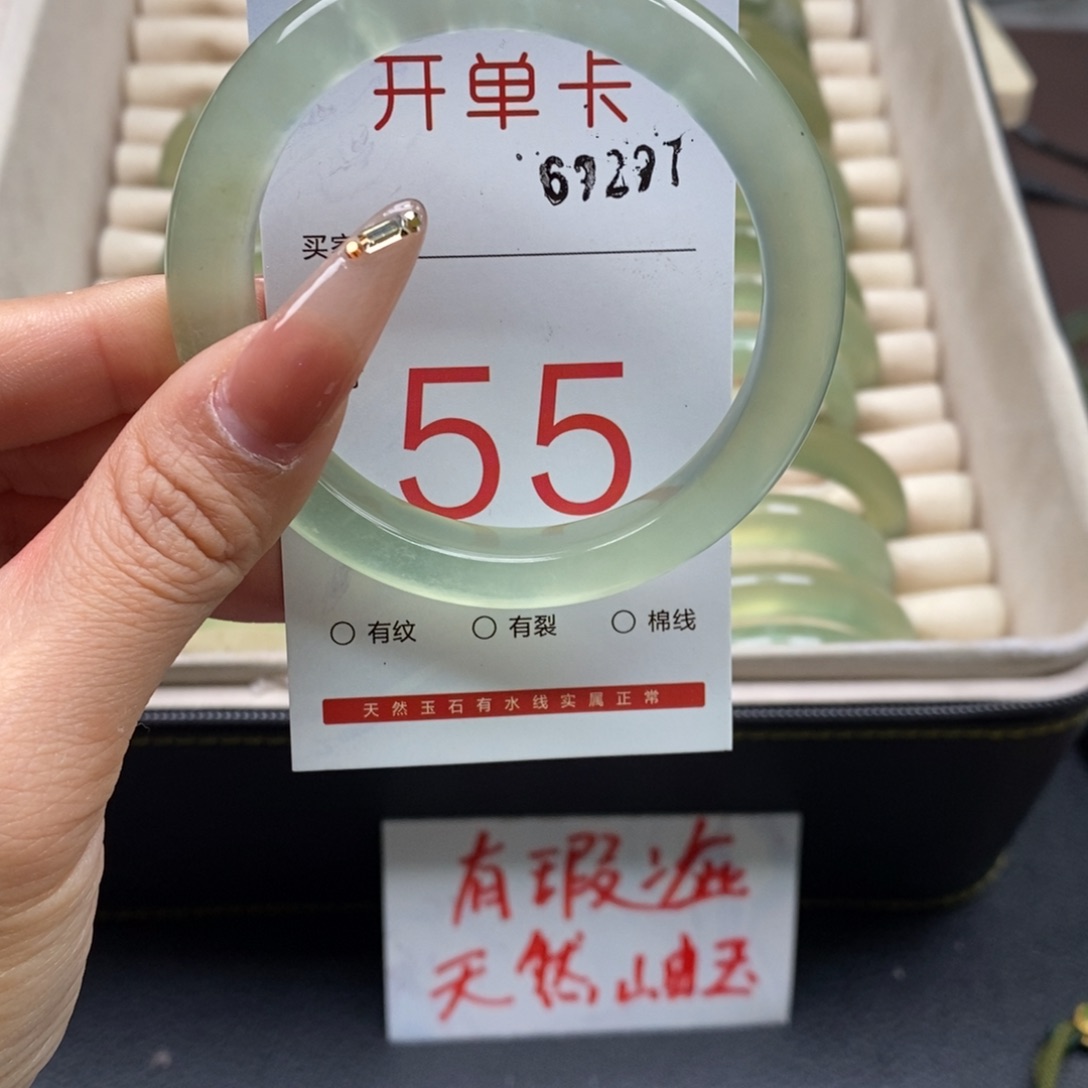 开单卡
69297
买家
55
有纹 有裂 棉线
天然玉石有水线实属正常
有瑕疵
天然岫玉